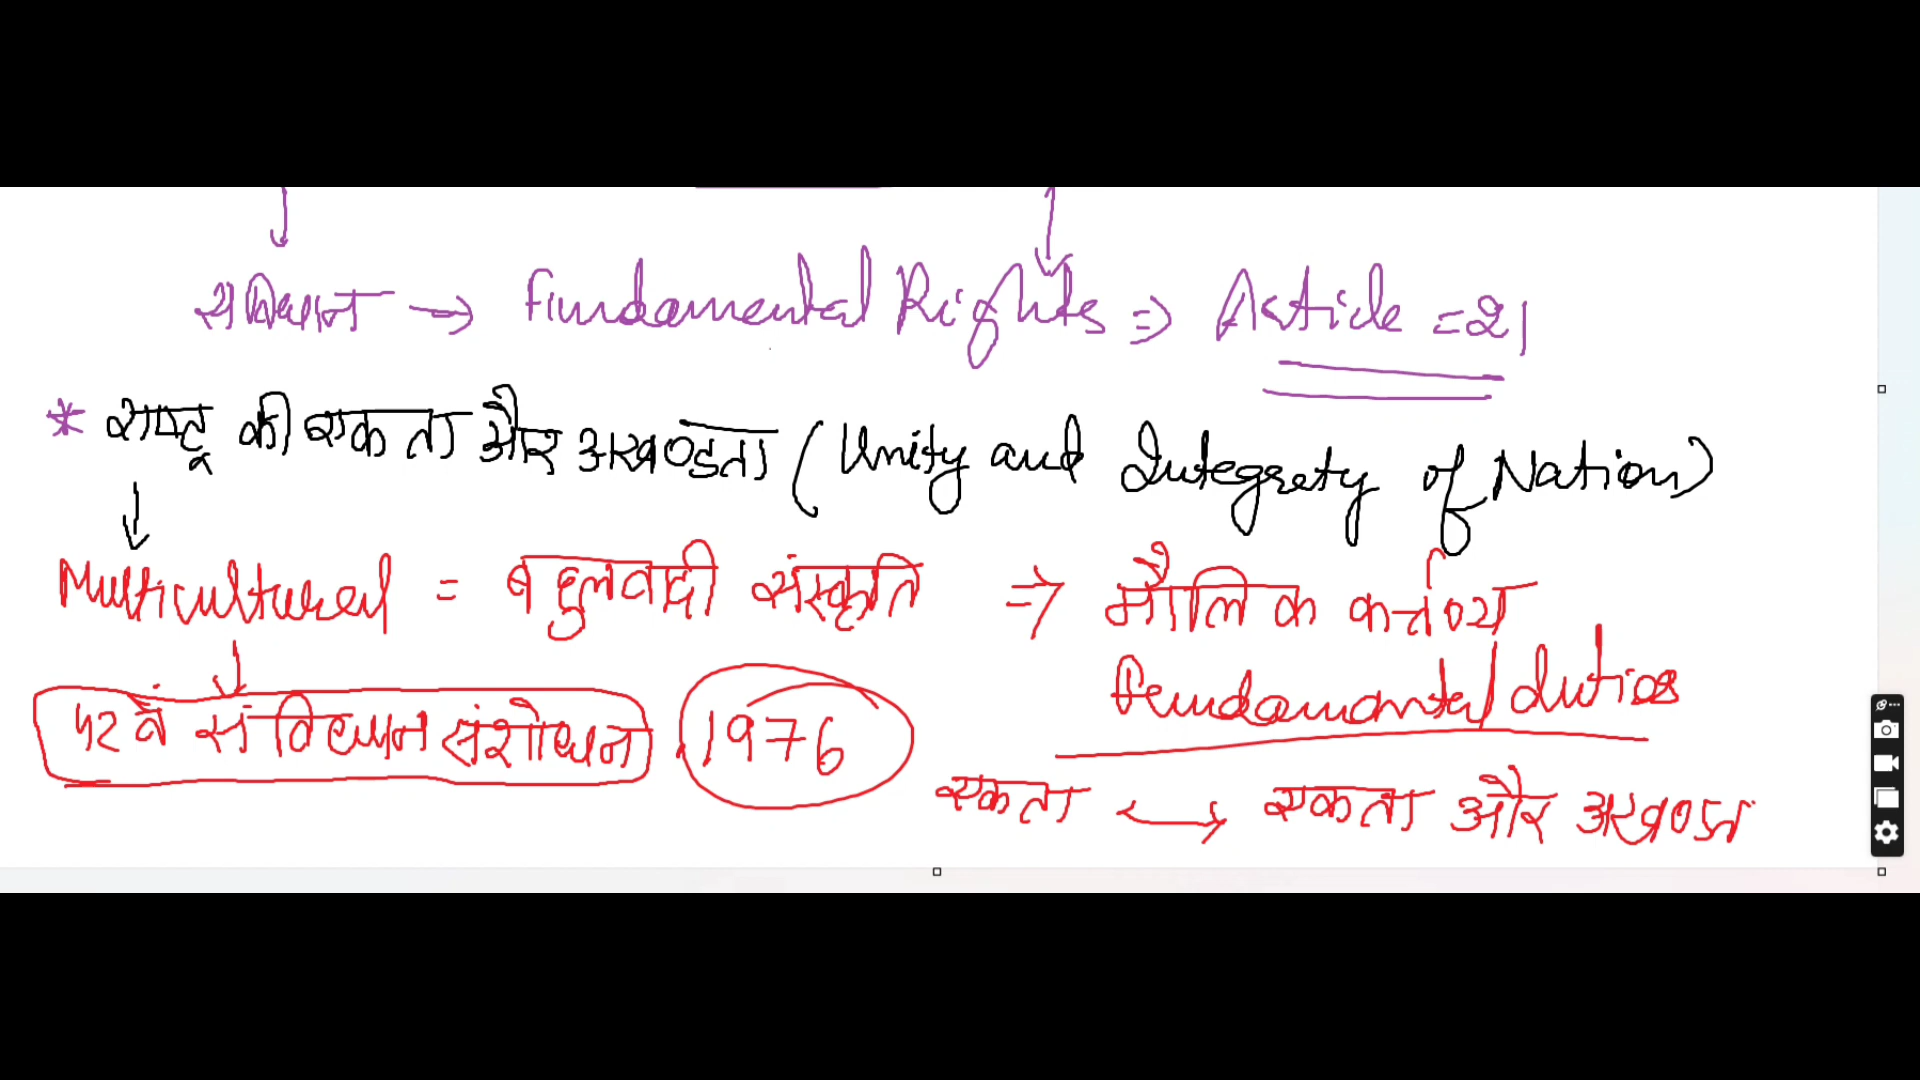 संविधान → Fundamental Rights ⇒ Article = 21
* राष्ट्र की एकता और अखण्डता (Unity and Integrety of Nation)
Multicultural = बहुलवादी संस्कृति ⇒ मौलिक कर्तव्य
Fundamental duties
42 वें संविधान संशोधन 1976
एकता ↔ एकता और अखण्डता